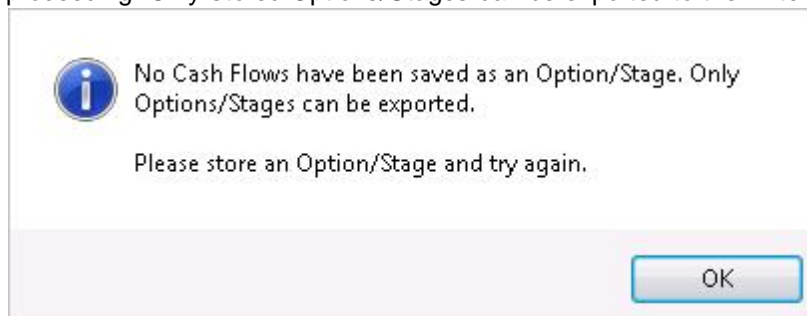 No Cash Flows have been saved as an Option/Stage. Only
Options/Stages can be exported.
Please store an Option/Stage and try again.
OK